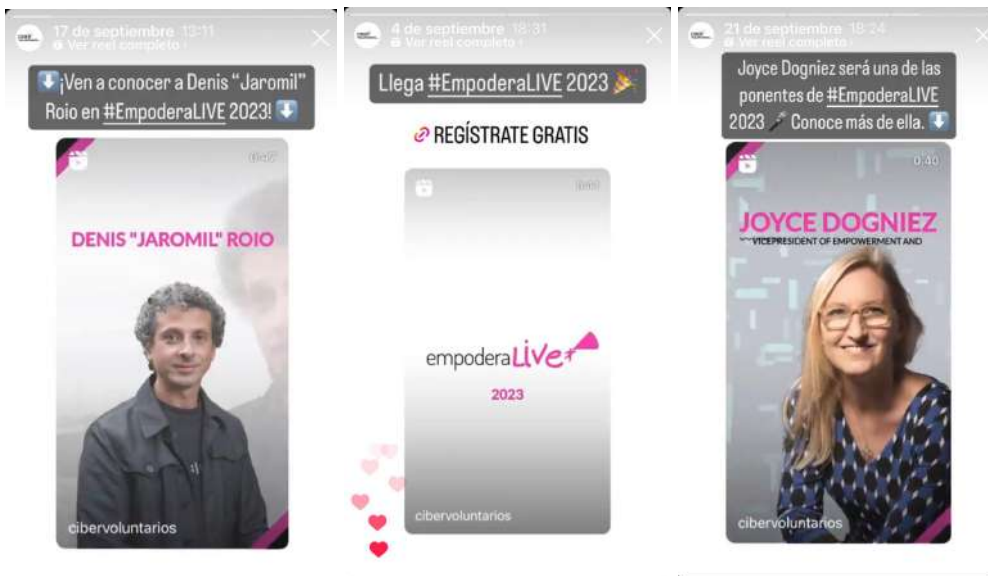 17 de septiembre 13:11
Ver reel completo ›
¡Ven a conocer a Denis “Jaromil”
Roio en #EmpoderaLIVE 2023!
DENIS "JAROMIL" ROIO
cibervoluntarios
4 de septiembre 18:31
Ver reel completo ›
Llega #EmpoderaLIVE 2023
REGÍSTRATE GRATIS
empoderaLive
2023
cibervoluntarios
21 de septiembre 18:24
Ver reel completo ›
Joyce Dogniez será una de las
ponentes de #EmpoderaLIVE
2023 Conoce más de ella.
0:40
JOYCE DOGNIEZ
VICEPRESIDENT OF EMPOWERMENT AND
cibervoluntarios